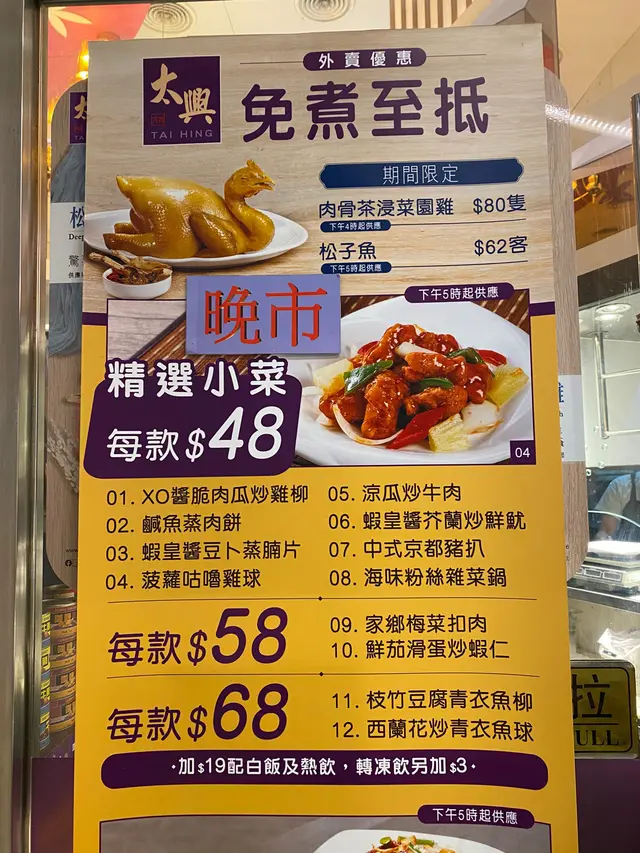 太興
TAI HING
外賣優惠
免煮至抵
期間限定
肉骨茶浸菜園雞 $80隻
下午4時起供應
松子魚 $62客
下午5時起供應
晚市
下午5時起供應
精選小菜
每款$48
04
01. XO醬脆肉瓜炒雞柳
02. 鹹魚蒸肉餅
03. 蝦皇醬豆卜蒸腩片
04. 菠蘿咕嚕雞球
05. 涼瓜炒牛肉
06. 蝦皇醬芥蘭炒鮮魷
07. 中式京都豬扒
08. 海味粉絲雜菜鍋
每款$58
09. 家鄉梅菜扣肉
10. 鮮茄滑蛋炒蝦仁
每款$68
11. 枝竹豆腐青衣魚柳
12. 西蘭花炒青衣魚球
·加$19配白飯及熱飲，轉凍飲另加$3·
下午5時起供應
太
TA
松
Deep
拉
ULL